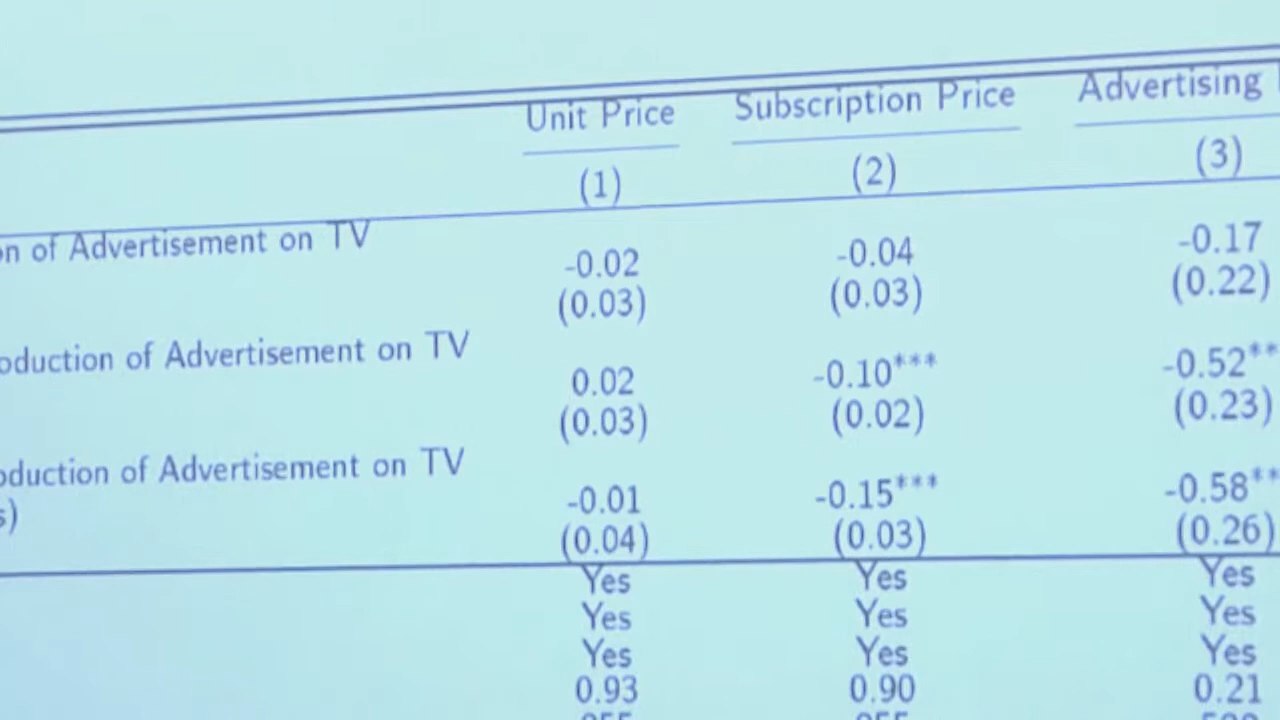 Unit Price Subscription Price Advertising
(1) (2) (3)
of Advertisement on TV
-0.02 -0.04 -0.17
(0.03) (0.03) (0.22)
of Advertisement on TV
0.02 -0.10*** -0.52**
(0.03) (0.02) (0.23)
of Advertisement on TV
-0.01 -0.15*** -0.58**
(0.04) (0.03) (0.26)
Yes Yes Yes
Yes Yes Yes
Yes Yes Yes
0.93 0.90 0.21